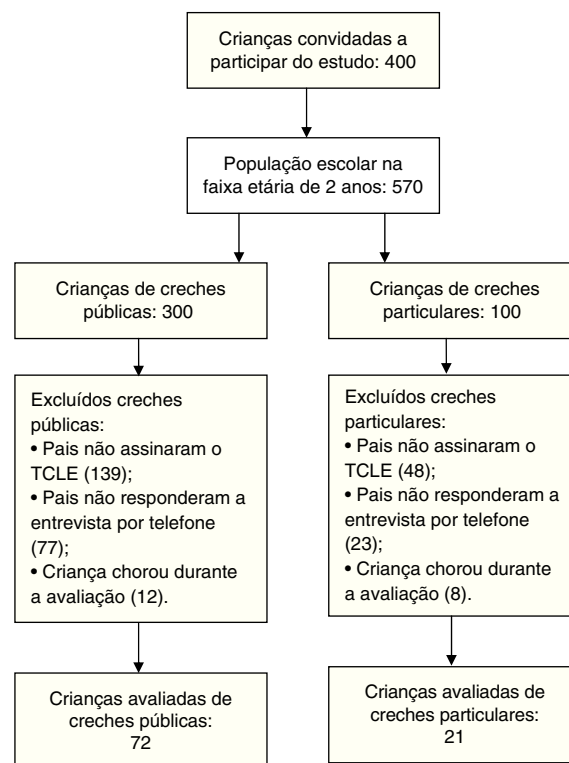 Crianças convidadas a
participar do estudo: 400
População escolar na
faixa etária de 2 anos: 570
Crianças de creches
públicas: 300
Crianças de creches
particulares: 100
Excluídos creches
públicas:
• Pais não assinaram o
TCLE (139);
• Pais não responderam a
entrevista por telefone
(77);
• Criança chorou durante
a avaliação (12).
Excluídos creches
particulares:
• Pais não assinaram o
TCLE (48);
• Pais não responderam a
entrevista por telefone
(23);
• Criança chorou durante
a avaliação (8).
Crianças avaliadas de
creches públicas:
72
Crianças avaliadas de
creches particulares:
21